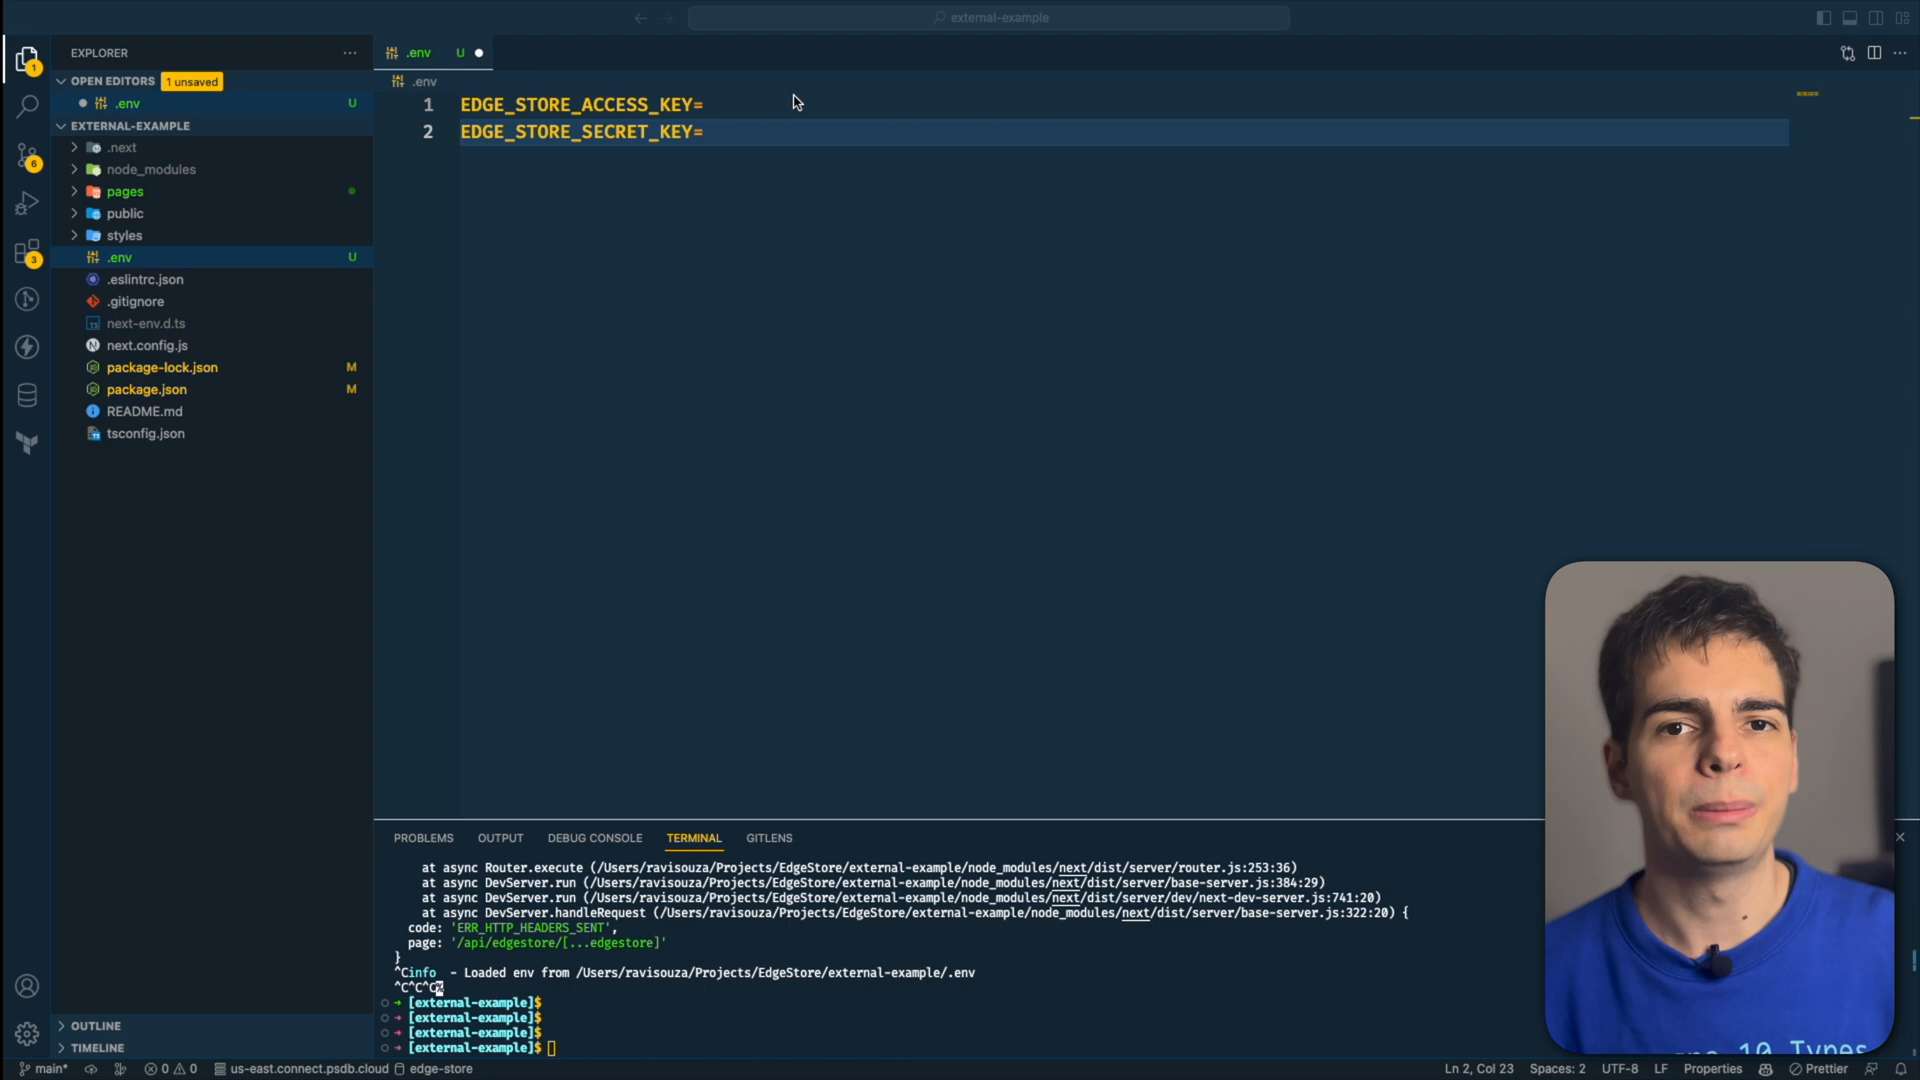 external-example
EXPLORER
OPEN EDITORS 1 unsaved
.env U
EXTERNAL-EXAMPLE
.next
node_modules
pages
public
styles
.env U
.eslintrc.json
.gitignore
next-env.d.ts
next.config.js
package-lock.json M
package.json M
README.md
tsconfig.json
OUTLINE
TIMELINE
1
6
3
.env U
.env
1 EDGE_STORE_ACCESS_KEY=
2 EDGE_STORE_SECRET_KEY=
PROBLEMS OUTPUT DEBUG CONSOLE TERMINAL GITLENS
at async Router.execute (/Users/ravisouza/Projects/EdgeStore/external-example/node_modules/next/dist/server/router.js:253:36)
at async DevServer.run (/Users/ravisouza/Projects/EdgeStore/external-example/node_modules/next/dist/server/base-server.js:384:29)
at async DevServer.run (/Users/ravisouza/Projects/EdgeStore/external-example/node_modules/next/dist/server/dev/next-dev-server.js:741:20)
at async DevServer.handleRequest (/Users/ravisouza/Projects/EdgeStore/external-example/node_modules/next/dist/server/base-server.js:322:20) {
code: 'ERR_HTTP_HEADERS_SENT',
page: '/api/edgestore/[...edgestore]'
}
^Cinfo - Loaded env from /Users/ravisouza/Projects/EdgeStore/external-example/.env
^C^C^C%
[external-example]$
[external-example]$
[external-example]$
[external-example]$
10 Types
main* 0 0 us-east.connect.psdb.cloud edge-store Ln 2, Col 23 Spaces: 2 UTF-8 LF Properties Prettier